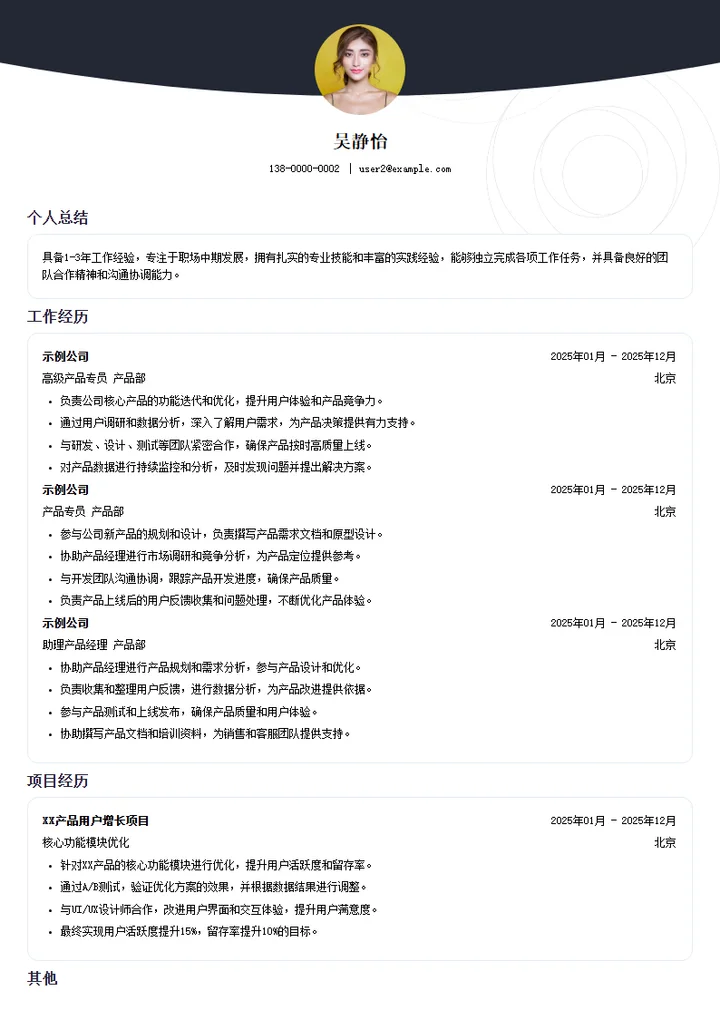 吴静怡
138-0000-0002 | user2@example.com
个人总结
具备1-3年工作经验，专注于职场中期发展，拥有扎实的专业技能和丰富的实践经验，能够独立完成各项工作任务，并具备良好的团
队合作精神和沟通协调能力。
工作经历
示例公司 2025年01月 - 2025年12月
高级产品专员 产品部 北京
• 负责公司核心产品的功能迭代和优化，提升用户体验和产品竞争力。
• 通过用户调研和数据分析，深入了解用户需求，为产品决策提供有力支持。
• 与研发、设计、测试等团队紧密合作，确保产品按时高质量上线。
• 对产品数据进行持续监控和分析，及时发现问题并提出解决方案。
示例公司 2025年01月 - 2025年12月
产品专员 产品部 北京
• 参与公司新产品的规划和设计，负责撰写产品需求文档和原型设计。
• 协助产品经理进行市场调研和竞争分析，为产品定位提供参考。
• 与开发团队沟通协调，跟踪产品开发进度，确保产品质量。
• 负责产品上线后的用户反馈收集和问题处理，不断优化产品体验。
示例公司 2025年01月 - 2025年12月
助理产品经理 产品部 北京
• 协助产品经理进行产品规划和需求分析，参与产品设计和优化。
• 负责收集和整理用户反馈，进行数据分析，为产品改进提供依据。
• 参与产品测试和上线发布，确保产品质量和用户体验。
• 协助撰写产品文档和培训资料，为销售和客服团队提供支持。
项目经历
XX产品用户增长项目 2025年01月 - 2025年12月
核心功能模块优化 北京
• 针对XX产品的核心功能模块进行优化，提升用户活跃度和留存率。
• 通过A/B测试，验证优化方案的效果，并根据数据结果进行调整。
• 与UI/UX设计师合作，改进用户界面和交互体验，提升用户满意度。
• 最终实现用户活跃度提升15%，留存率提升10%的目标。
其他